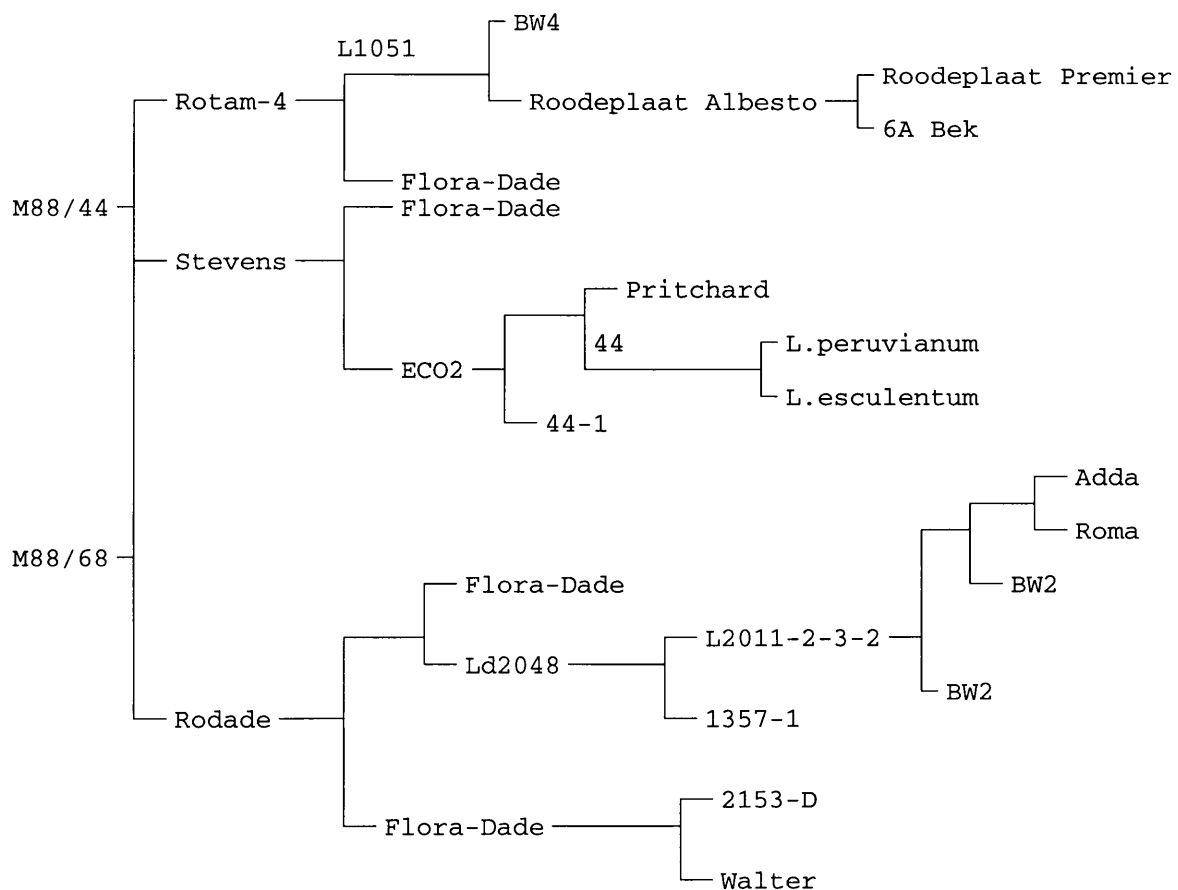 BW4
L1051
Roodeplaat Premier
Rotam-4
Roodeplaat Albesto
6A Bek
Flora-Dade
M88/44
Flora-Dade
Stevens
Pritchard
44
L.peruvianum
ECO2
L.esculentum
44-1
Adda
Roma
M88/68
Flora-Dade
BW2
L2011-2-3-2
Ld2048
BW2
Rodade
1357-1
2153-D
Flora-Dade
Walter